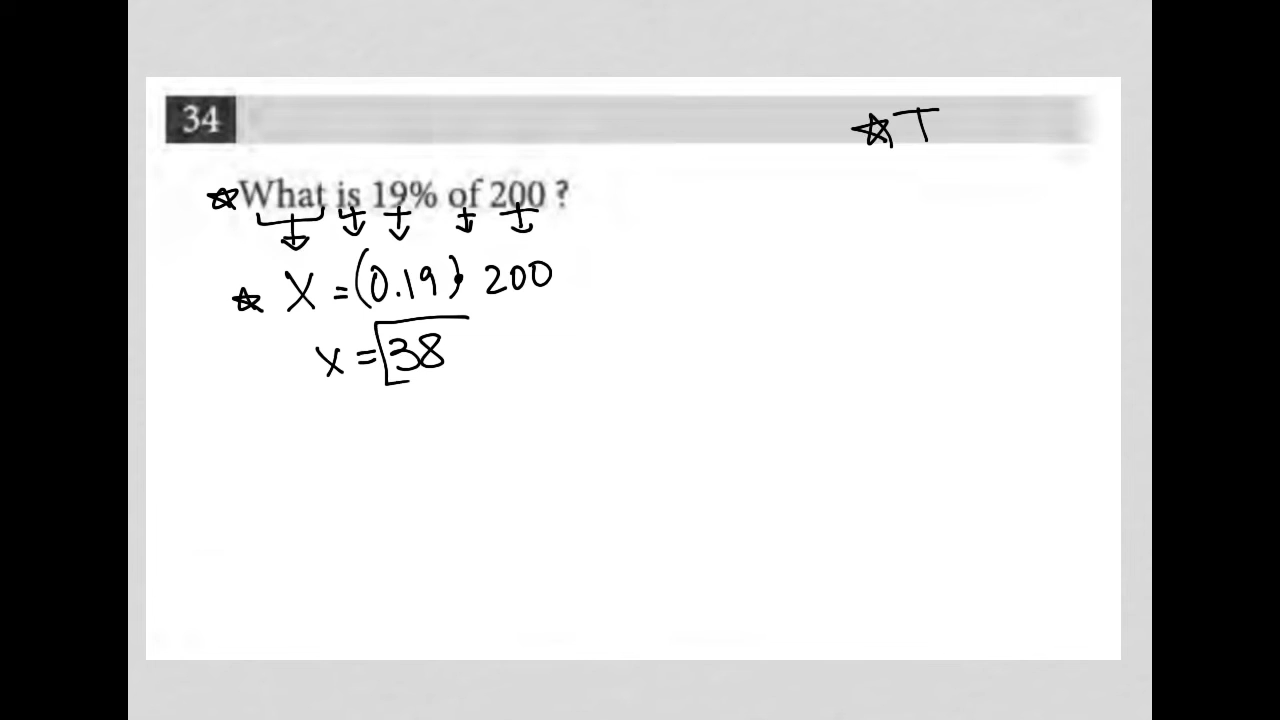 34
T
What is 19% of 200 ?
X = (0.19) • 200
x = 38